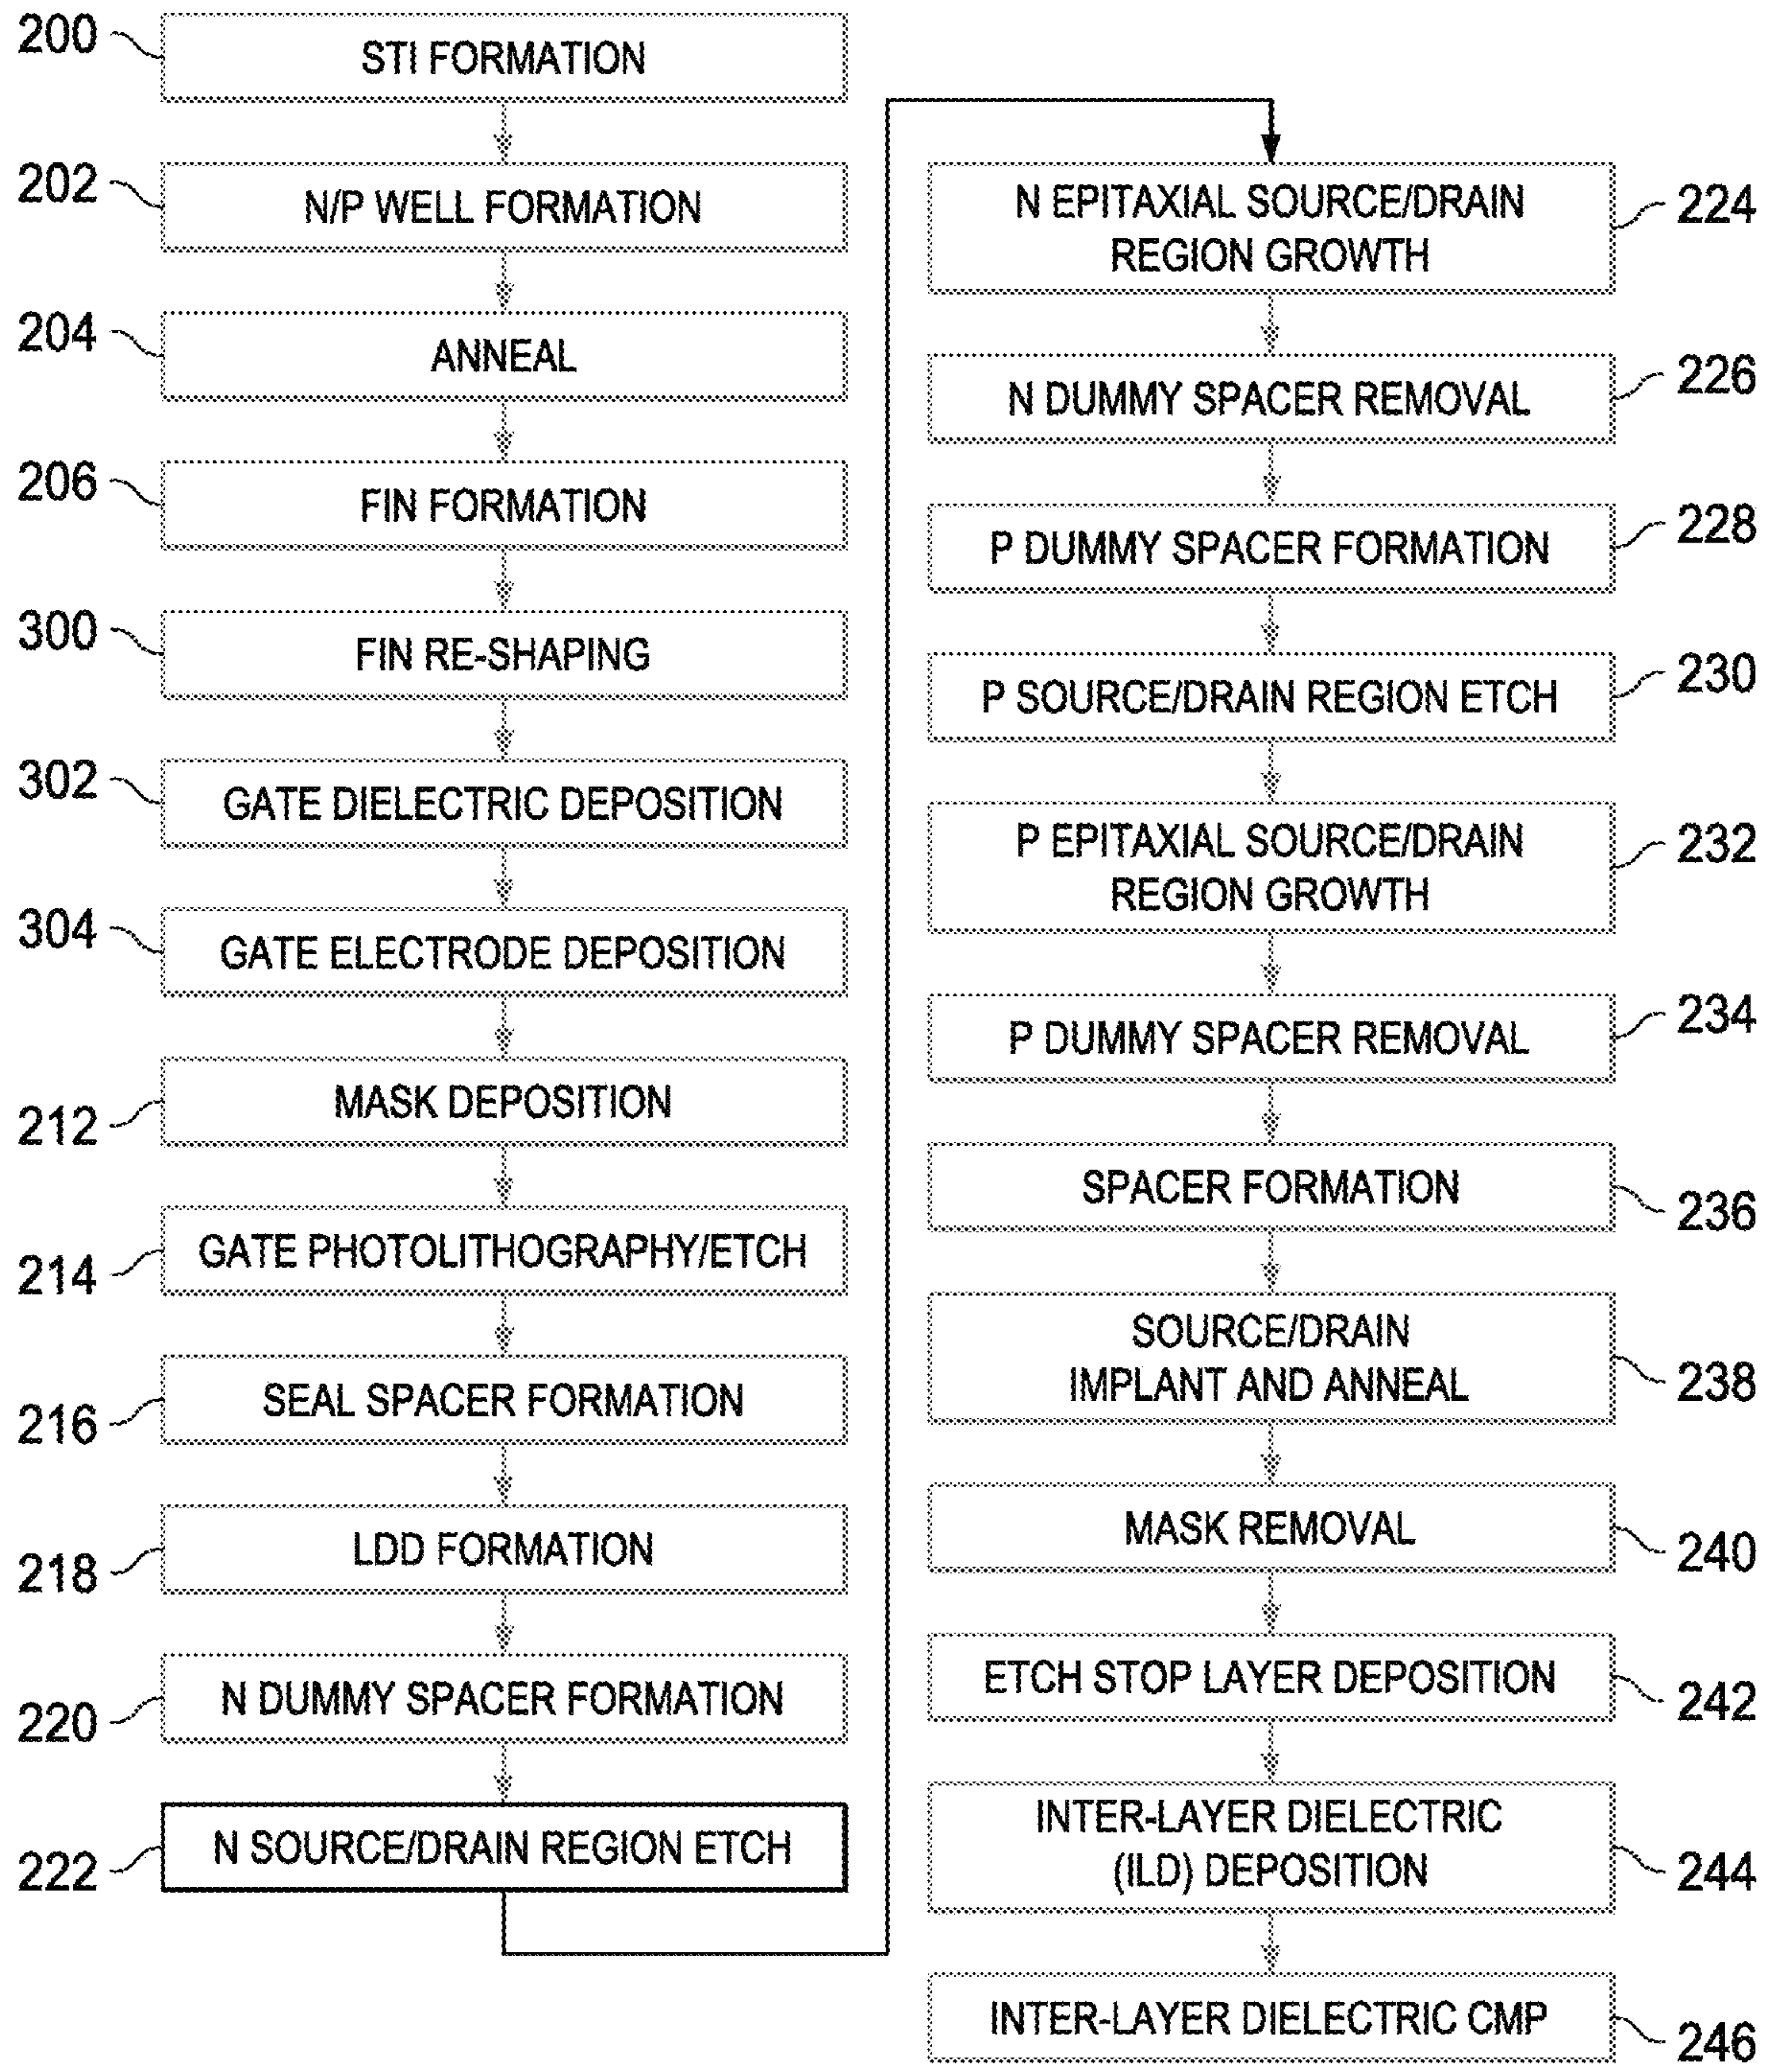 200
STI FORMATION
202
N/P WELL FORMATION
204
ANNEAL
206
FIN FORMATION
300
FIN RE-SHAPING
302
GATE DIELECTRIC DEPOSITION
304
GATE ELECTRODE DEPOSITION
212
MASK DEPOSITION
214
GATE PHOTOLITHOGRAPHY/ETCH
216
SEAL SPACER FORMATION
218
LDD FORMATION
220
N DUMMY SPACER FORMATION
222
N SOURCE/DRAIN REGION ETCH
N EPITAXIAL SOURCE/DRAIN
REGION GROWTH
224
N DUMMY SPACER REMOVAL
226
P DUMMY SPACER FORMATION
228
P SOURCE/DRAIN REGION ETCH
230
P EPITAXIAL SOURCE/DRAIN
REGION GROWTH
232
P DUMMY SPACER REMOVAL
234
SPACER FORMATION
236
SOURCE/DRAIN
IMPLANT AND ANNEAL
238
MASK REMOVAL
240
ETCH STOP LAYER DEPOSITION
242
INTER-LAYER DIELECTRIC
(ILD) DEPOSITION
244
INTER-LAYER DIELECTRIC CMP
246